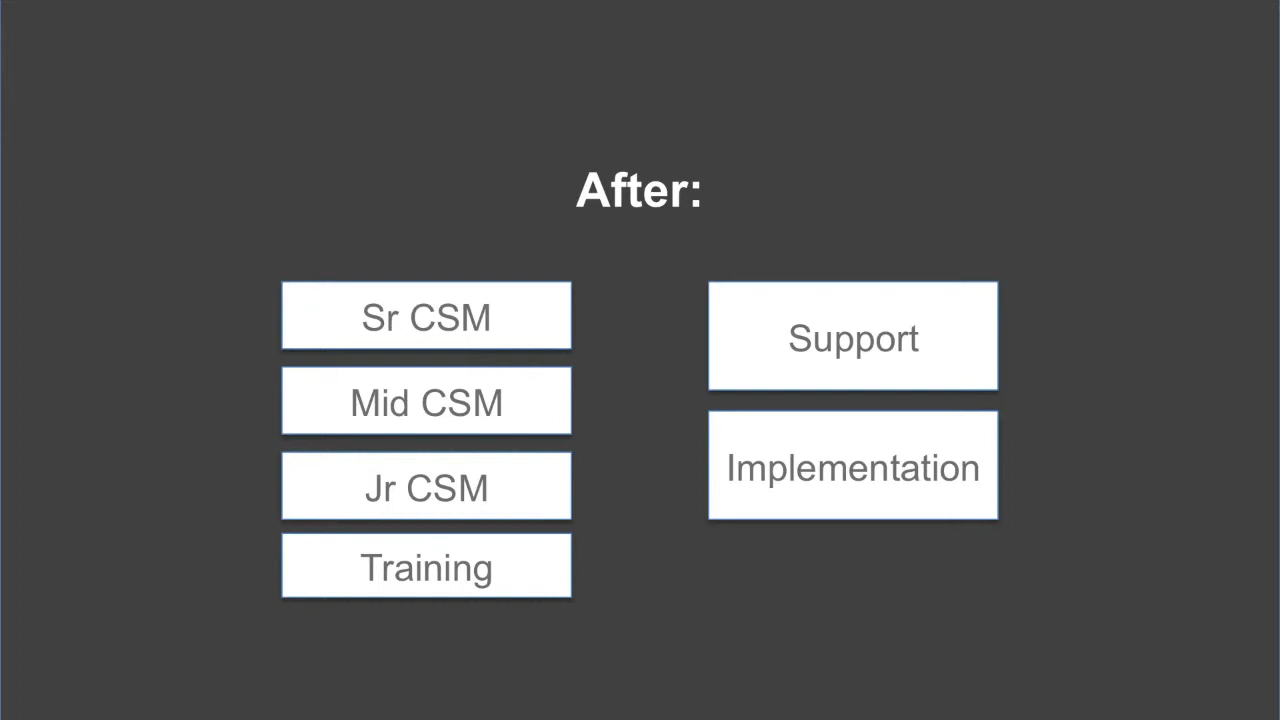 After:
Sr CSM
Mid CSM
Jr CSM
Training
Support
Implementation